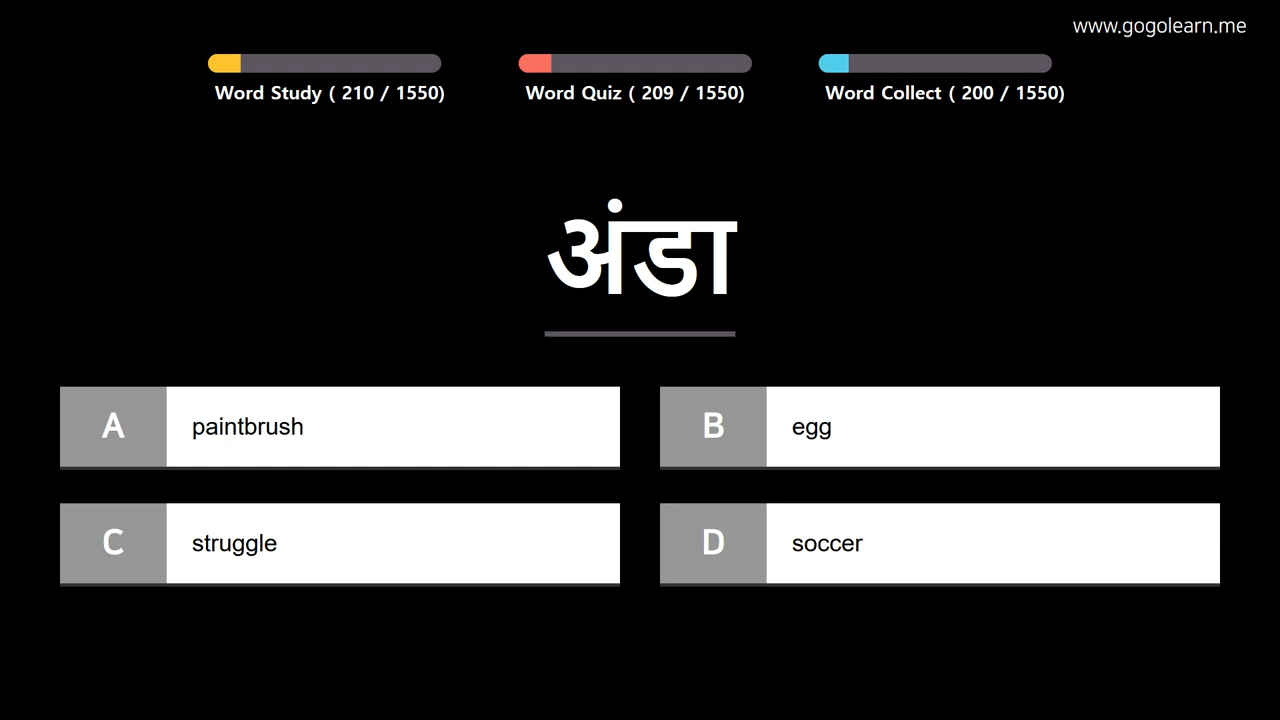 www.gogolearn.me
Word Study ( 210 / 1550)
Word Quiz ( 209 / 1550)
Word Collect ( 200 / 1550)
अंडा
A
paintbrush
B
egg
C
struggle
D
soccer